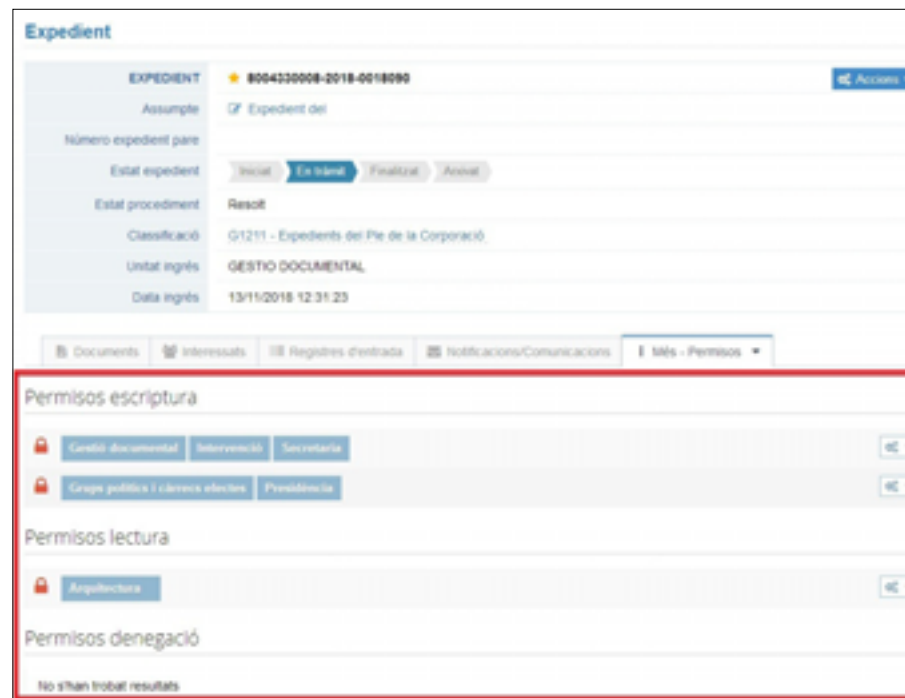 Expedient
EXPEDIENT 8004330008-2018-0018090
Accions
Assumpte Expedient del
Número expedient pare
Estat expedient Iniciat En tràmit Finalitzat Arxivat
Estat procediment Resolt
Classificació G1211 - Expedients del Ple de la Corporació
Unitat ingrés GESTIO DOCUMENTAL
Data ingrés 13/11/2018 12:31:23
Documents Interessats Registres d'entrada Notificacions/Comunicacions Més - Permisos
Permisos escriptura
Gestió documental Intervenció Secretaria
Grups polítics i càrrecs electes Presidència
Permisos lectura
Arquitectura
Permisos denegació
No s'han trobat resultats